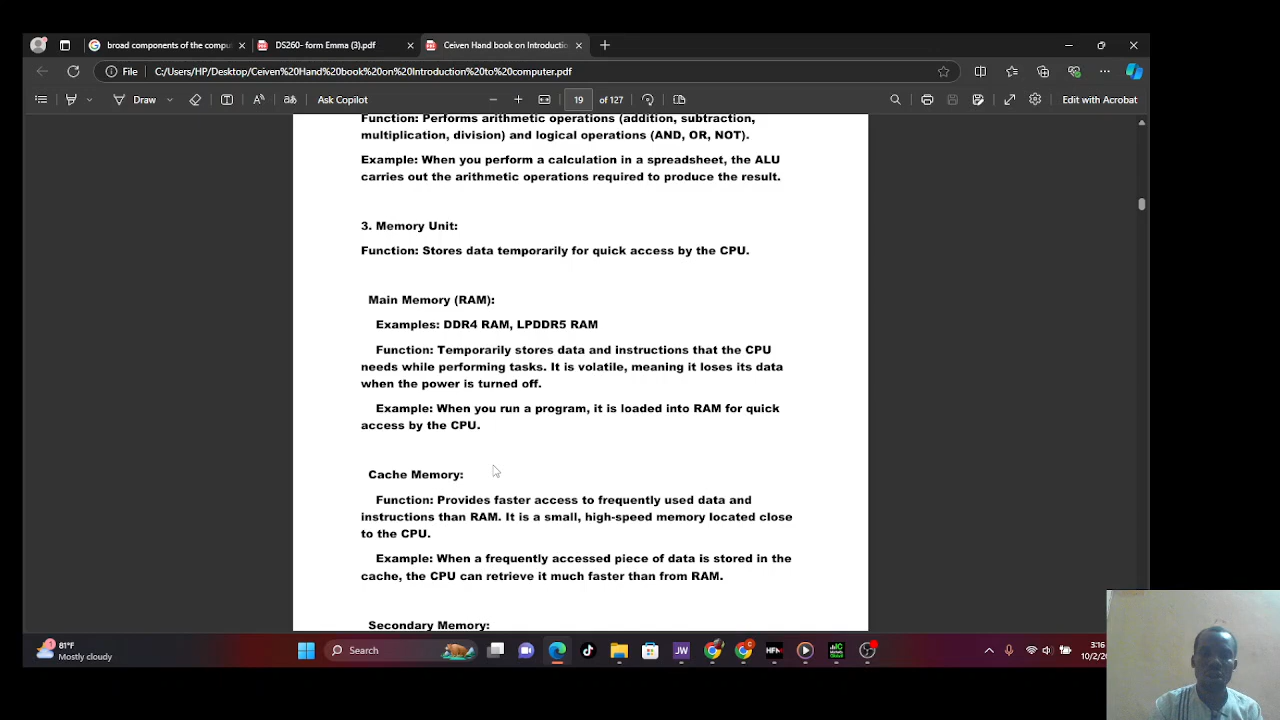 broad components of the compu
DS260- form Emma (3).pdf
Ceiven Hand book on Introductio
File
C:/Users/HP/Desktop/Ceiven%20Hand%20book%20on%20Introduction%20to%20computer.pdf
Draw
Ask Copilot
19 of 127
Edit with Acrobat
Function: Performs arithmetic operations (addition, subtraction,
multiplication, division) and logical operations (AND, OR, NOT).
Example: When you perform a calculation in a spreadsheet, the ALU
carries out the arithmetic operations required to produce the result.
3. Memory Unit:
Function: Stores data temporarily for quick access by the CPU.
Main Memory (RAM):
Examples: DDR4 RAM, LPDDR5 RAM
Function: Temporarily stores data and instructions that the CPU
needs while performing tasks. It is volatile, meaning it loses its data
when the power is turned off.
Example: When you run a program, it is loaded into RAM for quick
access by the CPU.
Cache Memory:
Function: Provides faster access to frequently used data and
instructions than RAM. It is a small, high-speed memory located close
to the CPU.
Example: When a frequently accessed piece of data is stored in the
cache, the CPU can retrieve it much faster than from RAM.
Secondary Memory:
81°F
Mostly cloudy
Search
JW
HFM
3:16
10/2/20